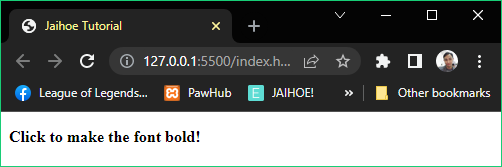 Jaihoe Tutorial
127.0.0.1:5500/index.h...
League of Legends... PawHub JAIHOE! » Other bookmarks
Click to make the font bold!